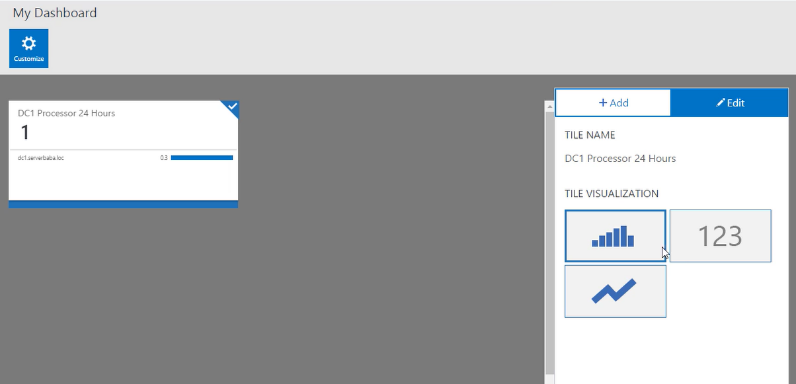 My Dashboard
Customize
DC1 Processor 24 Hours
1
dc1.serverbaba.loc 0.3
+ Add
Edit
TILE NAME
DC1 Processor 24 Hours
TILE VISUALIZATION
123